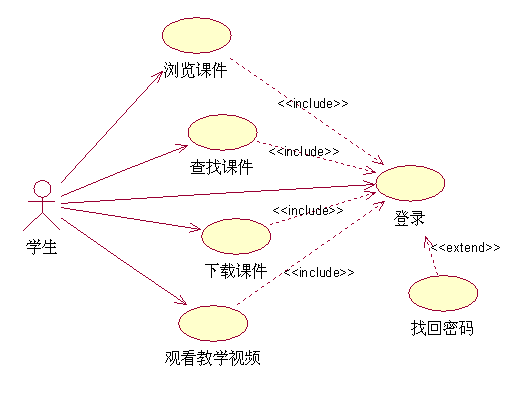 浏览课件
<<include>>
查找课件
<<include>>
登录
学生
<<include>>
下载课件
<<extend>>
<<include>>
找回密码
观看教学视频